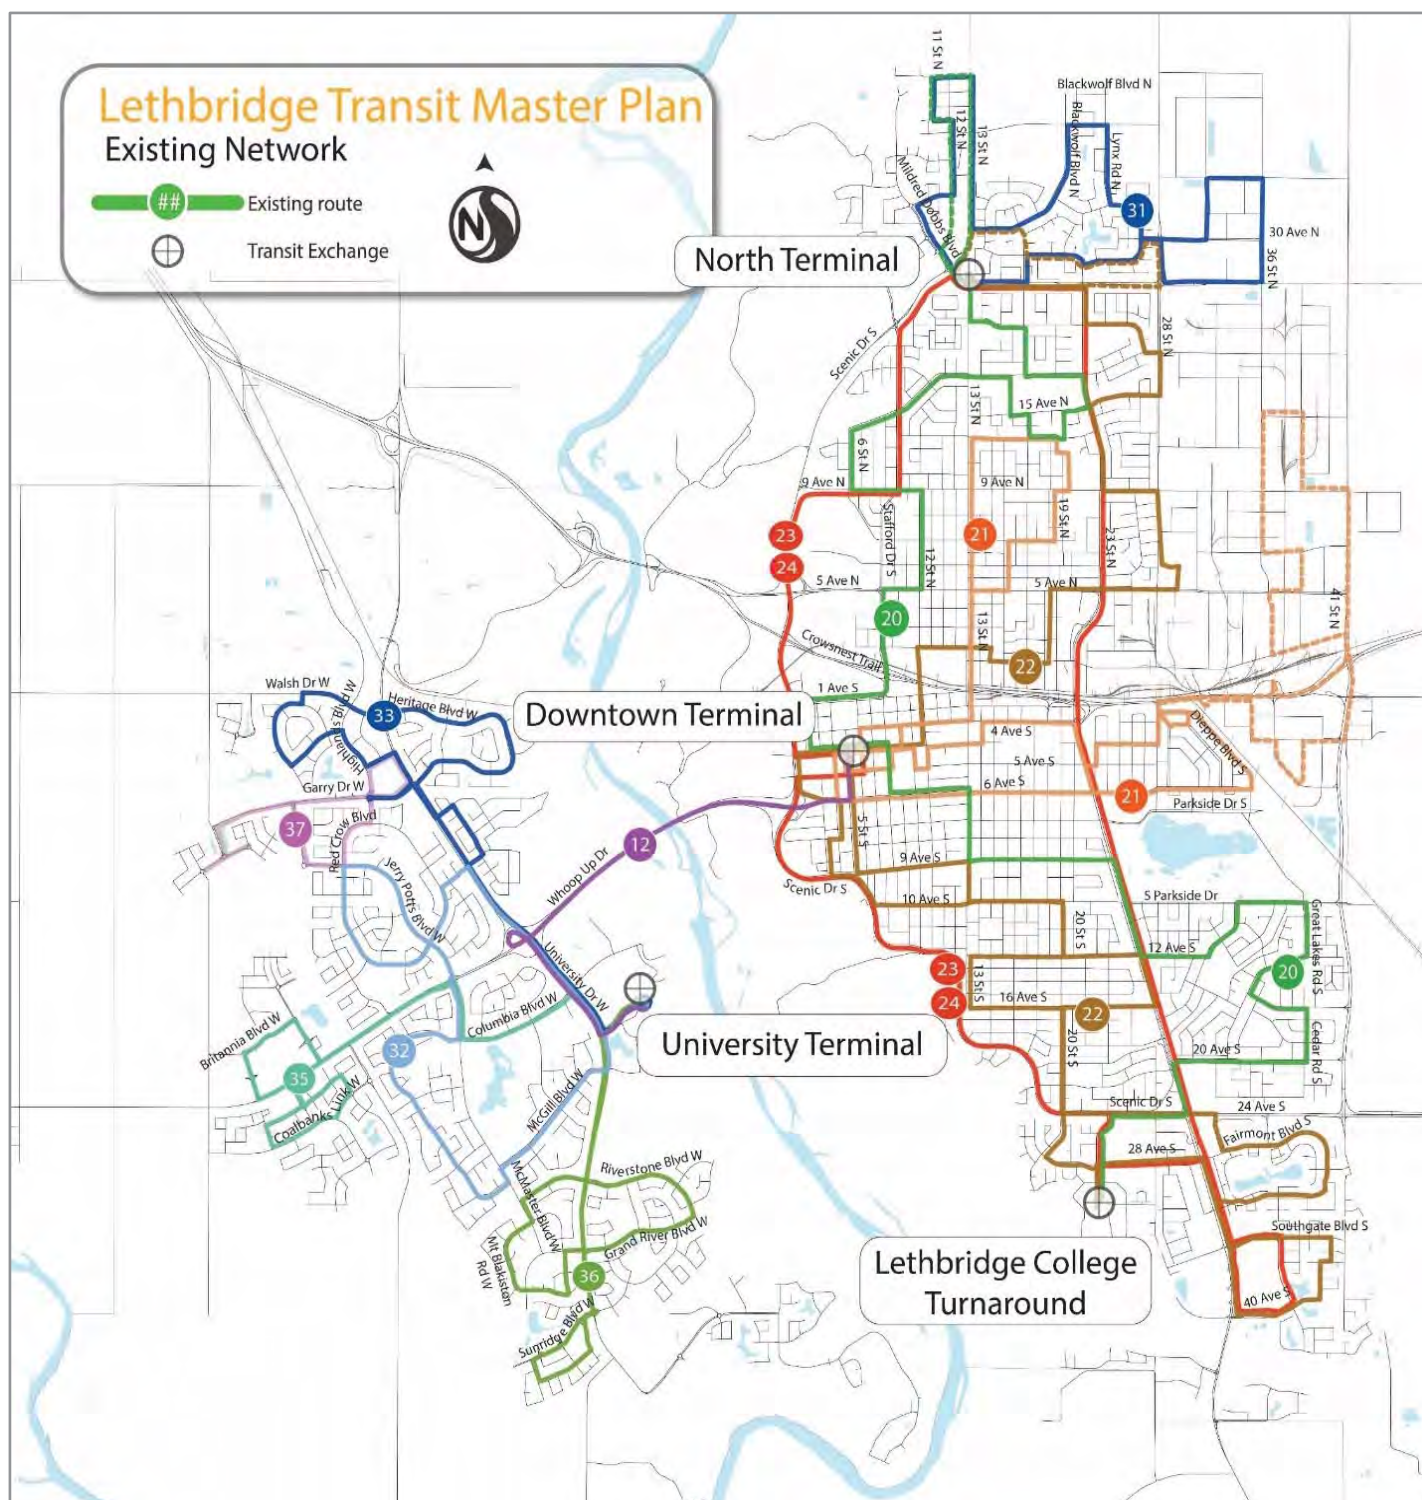 Lethbridge Transit Master Plan
Existing Network
##
Existing route
N
Transit Exchange
11 St N
12 St N
13 St N
Blackwolf Blvd N
Blackwolf Blvd N
Lynx Rd N
Mildred Dobbs Blvd
31
30 Ave N
36 St N
North Terminal
Scenic Dr S
28 St N
13 St N
15 Ave N
6 St N
9 Ave N
9 Ave N
Stafford Dr S
12 St N
19 St N
23 St N
23
21
24
5 Ave N
5 Ave N
41 St N
20
13 St N
Crowsnest Trail
22
1 Ave S
Walsh Dr W
Highlands Blvd W
33
Heritage Blvd W
Downtown Terminal
4 Ave S
Dieppe Blvd S
5 Ave S
6 Ave S
21
Parkside Dr S
Garry Dr W
37
Red Crow Blvd
12
5 St S
Whoop Up Dr
9 Ave S
Scenic Dr S
10 Ave S
Jerry Potts Blvd W
5 Parkside Dr
20 St S
12 Ave S
Great Lakes Rd S
20
University Dr W
23
24
13 St S
16 Ave S
22
20 St S
Columbia Blvd W
Britannia Blvd W
32
University Terminal
20 Ave S
Cedar Rd S
35
Coalbanks Link W
McGill Blvd W
Scenic Dr S
24 Ave S
Fairmont Blvd S
28 Ave S
Riverstone Blvd W
McMaster Blvd W
Grand River Blvd W
Mt Blakiston
Rd W
36
Southgate Blvd S
Lethbridge College
Turnaround
40 Ave S
Sunridge Blvd W